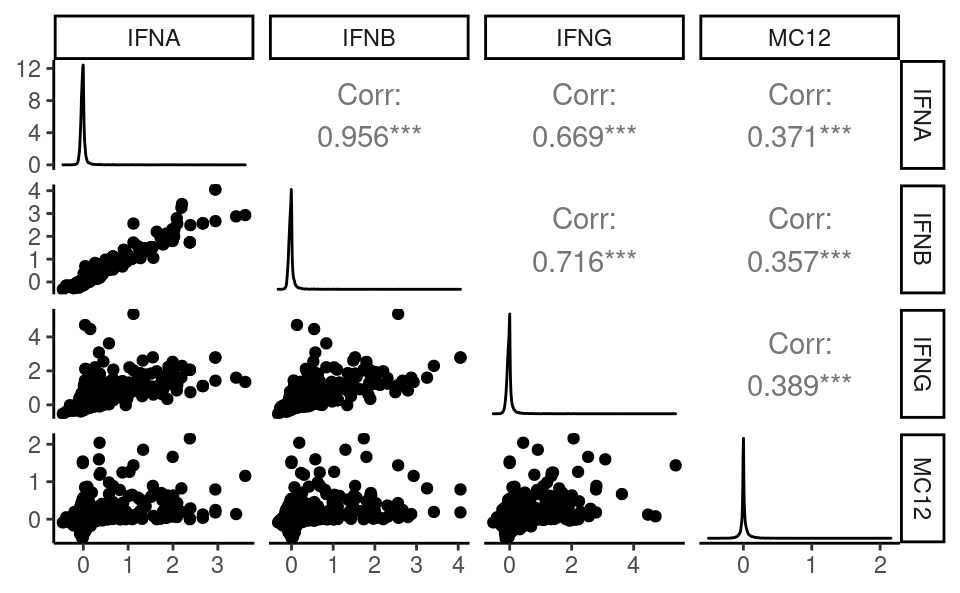 IFNA IFNB IFNG MC12
12
8
4
0
Corr:
0.956***
Corr:
0.669***
Corr:
0.371***
IFNA
4
3
2
1
0
Corr:
0.716***
Corr:
0.357***
IFNB
4
2
0
Corr:
0.389***
IFNG
2
1
0
MC12
0 1 2 3 0 1 2 3 4 0 2 4 0 1 2